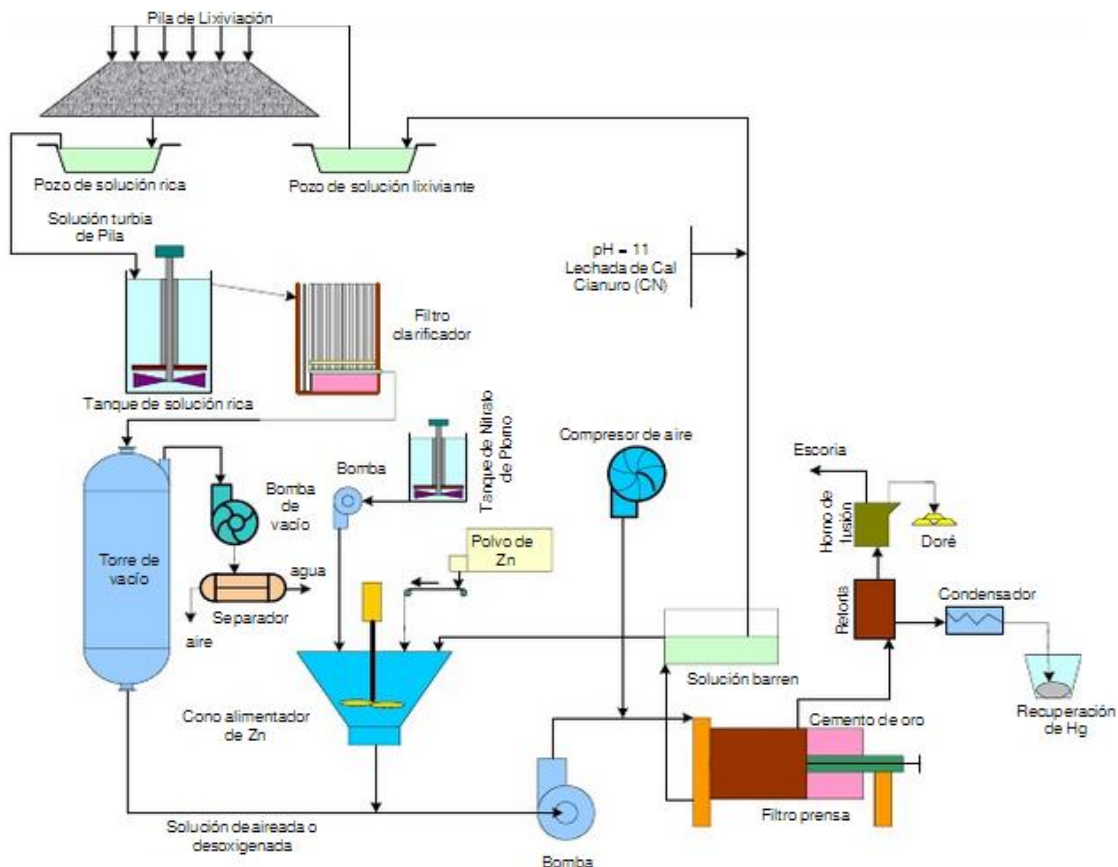 Pila de Lixiviación
Pozo de solución rica
Pozo de solución lixiviante
Solución turbia
de Pila
pH = 11
Lechada de Cal
Cianuro (CN)
Filtro
clarificador
Tanque de solución rica
Tanque de Nitrato
de Plomo
Compresor de aire
Bomba
Escoria
Bomba
de
vacío
Horno de
fusión
Polvo de
Zn
Doré
Torre de
vacío
agua
Separador
Retorta
Condensador
aire
Solución barren
Cono alimentador
de Zn
Cemento de oro
Recuperación
de Hg
Filtro prensa
Solución deaireada o
desoxigenada
Bomba